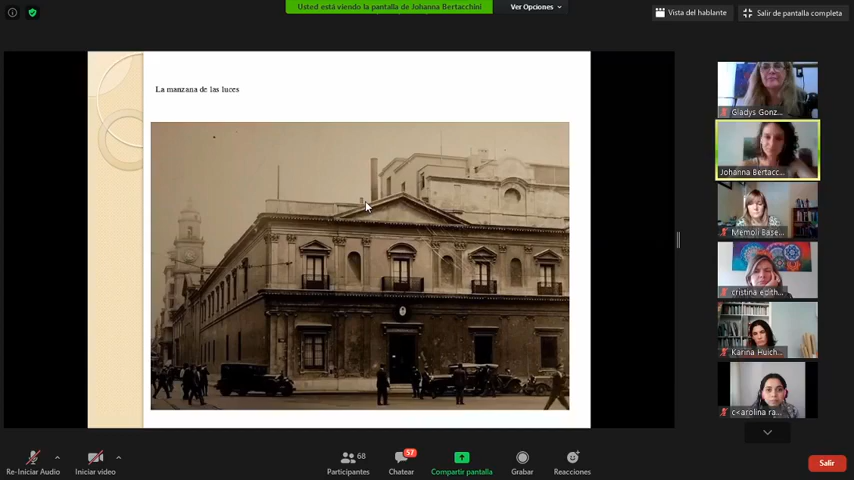 Usted está viendo la pantalla de Johanna Bertacchini
Ver Opciones
Vista del hablante
Salir de pantalla completa
La manzana de las luces
Gladys Gonz...
Johanna Bertacc...
Memoli Base...
cristina edith...
Karina Huich...
c<arolina ra...
Re-Iniciar Audio
Iniciar video
68
Participantes
57
Chatear
Compartir pantalla
Grabar
Reacciones
Salir